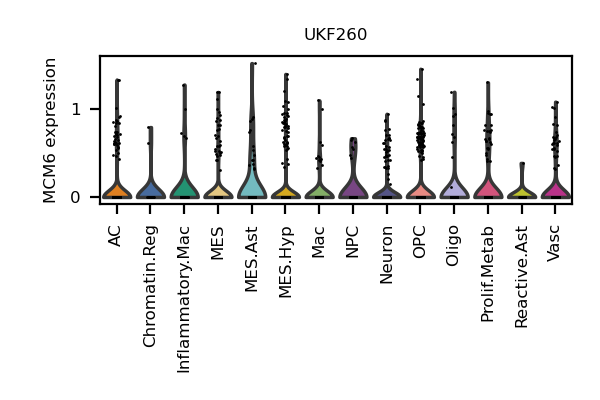 UKF260
MCM6 expression
1
0
AC
Chromatin.Reg
Inflammatory.Mac
MES
MES.Ast
MES.Hyp
Mac
NPC
Neuron
OPC
Oligo
Prolif.Metab
Reactive.Ast
Vasc